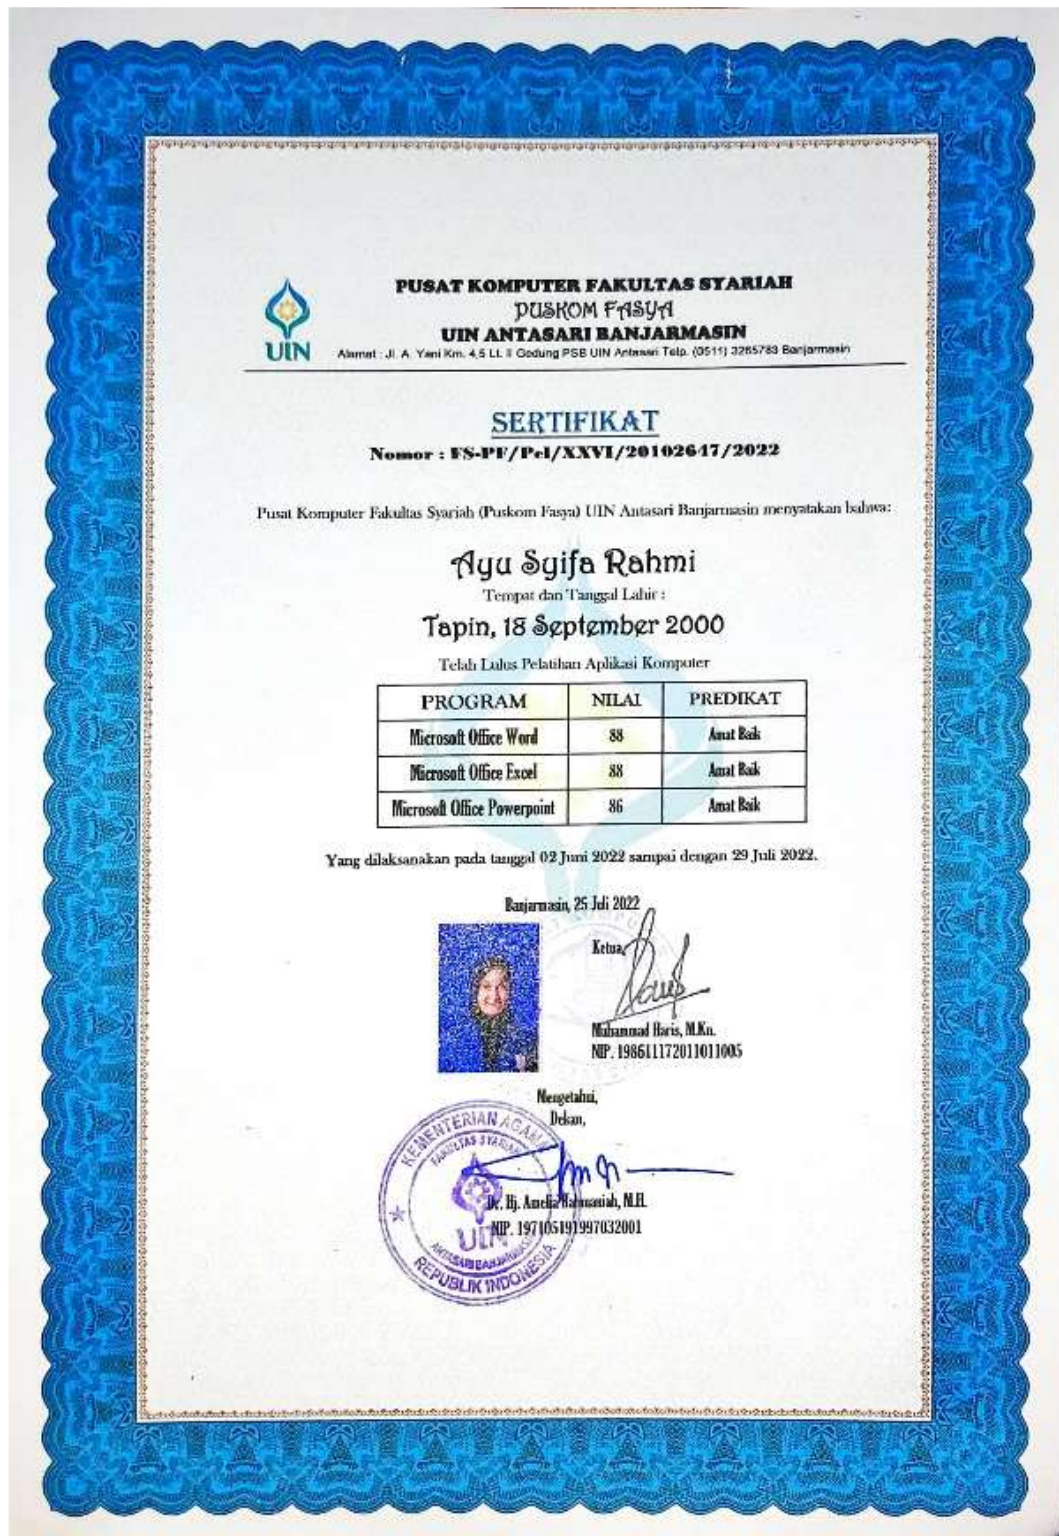 UIN
PUSAT KOMPUTER FAKULTAS SYARIAH
PUSKOM FASYA
UIN ANTASARI BANJARMASIN
Alamat : Jl. A. Yani Km. 4,5 Lt. II Gedung PSB UIN Antasari Telp. (0511) 3265783 Banjarmasin
SERTIFIKAT
Nomor : FS-PF/Pel/XXVI/20102647/2022
Pusat Komputer Fakultas Syariah (Puskom Fasya) UIN Antasari Banjarmasin menyatakan bahwa:
Ayu Syifa Rahmi
Tempat dan Tanggal Lahir :
Tapin, 18 September 2000
Telah Lulus Pelatihan Aplikasi Komputer
PROGRAM NILAI PREDIKAT
Microsoft Office Word 88 Amat Baik
Microsoft Office Excel 88 Amat Baik
Microsoft Office Powerpoint 86 Amat Baik
Yang dilaksanakan pada tanggal 02 Juni 2022 sampai dengan 29 Juli 2022.
Banjarmasin, 25 Juli 2022
Ketua,
Muhammad Haris, M.Kn.
NIP. 198611172011011005
Mengetahui,
Dekan,
Dr. Hj. Amelia Rahmaniah, M.H.
NIP. 197105191997032001
KEMENTERIAN AGAMA
FAKULTAS SYARIAH
UIN
ANTASARI BANJARMASIN
REPUBLIK INDONESIA